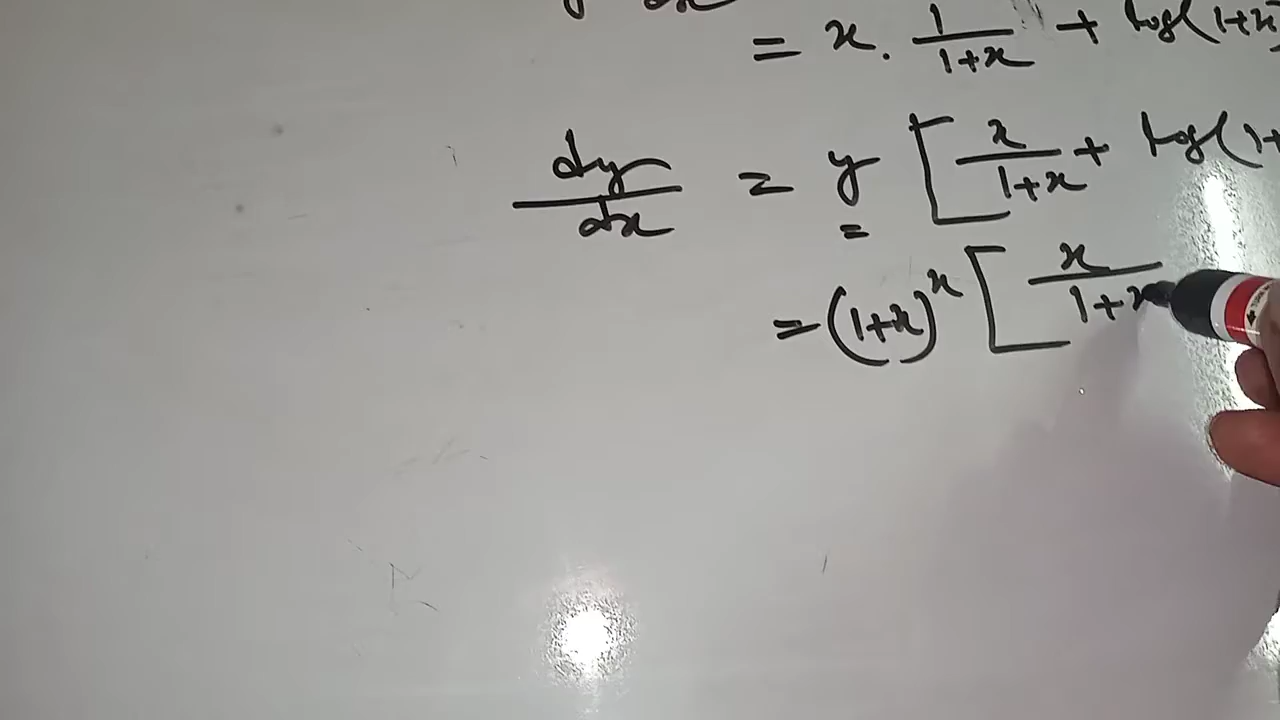 = x . 1/1+x + log(1+x)
dy/dx = y [ x/1+x + log(1+
=
= (1+x)^x [ x/1+x